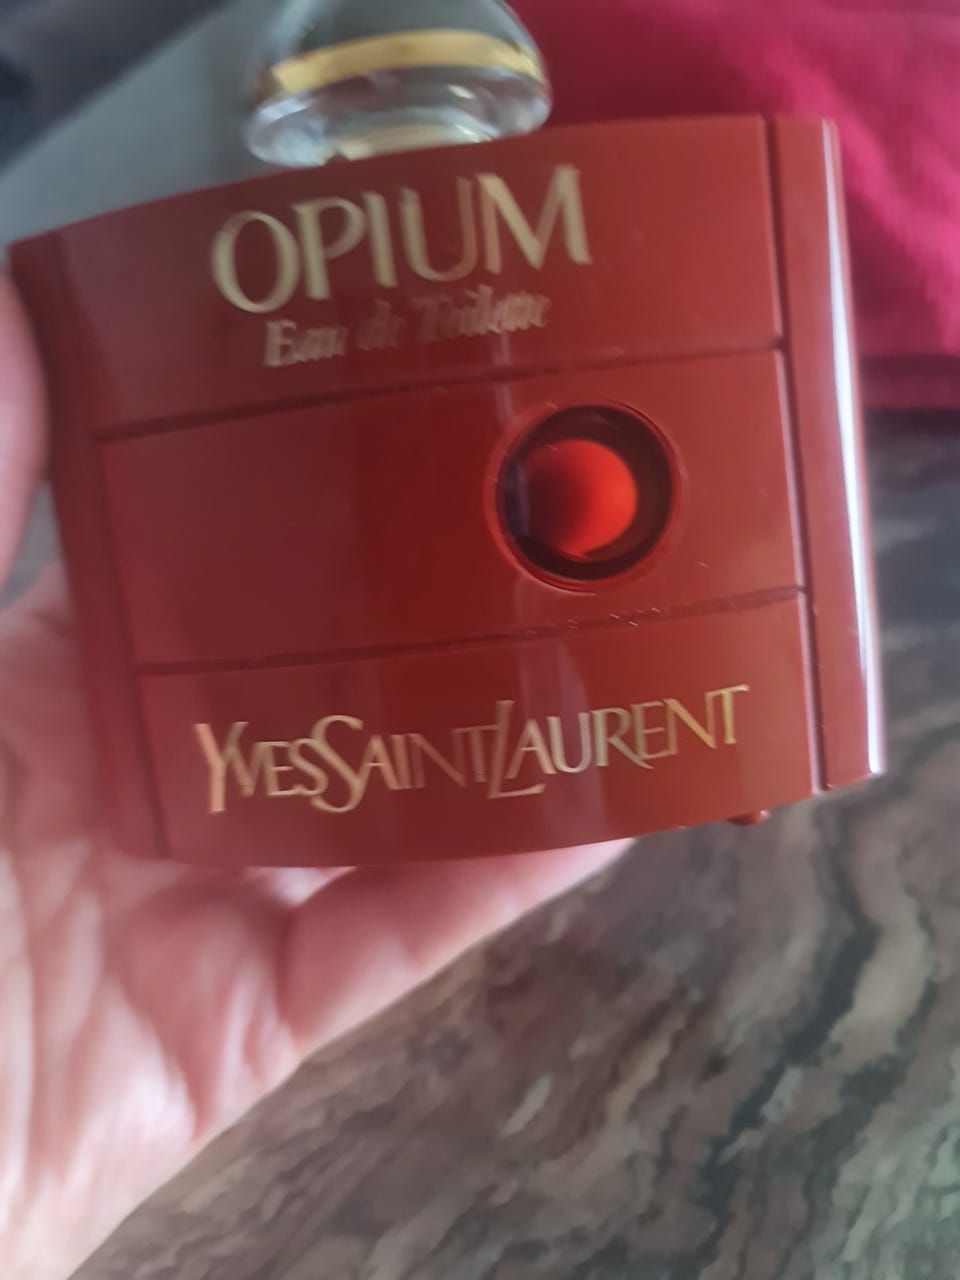 OPIUM
Eau de Toilette
YVESSAINTLAURENT